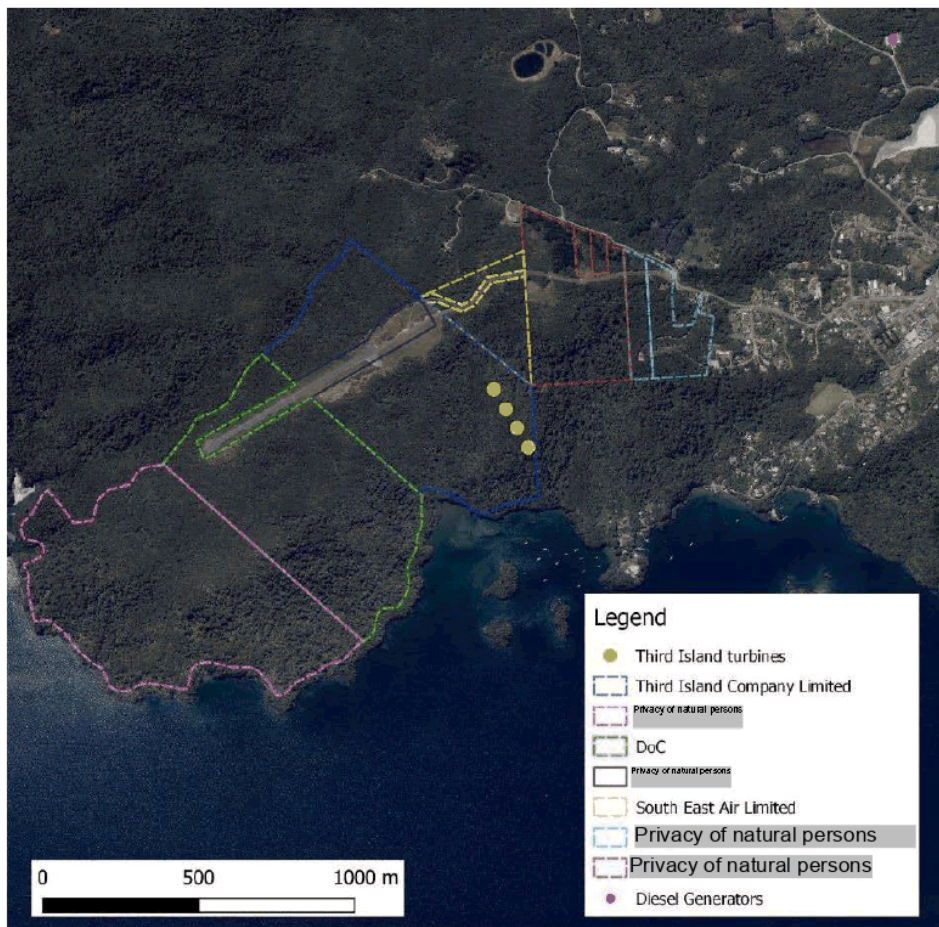 Legend
Third Island turbines
Third Island Company Limited
Privacy of natural persons
DoC
Privacy of natural persons
South East Air Limited
Privacy of natural persons
Privacy of natural persons
Diesel Generators
0 500 1000 m